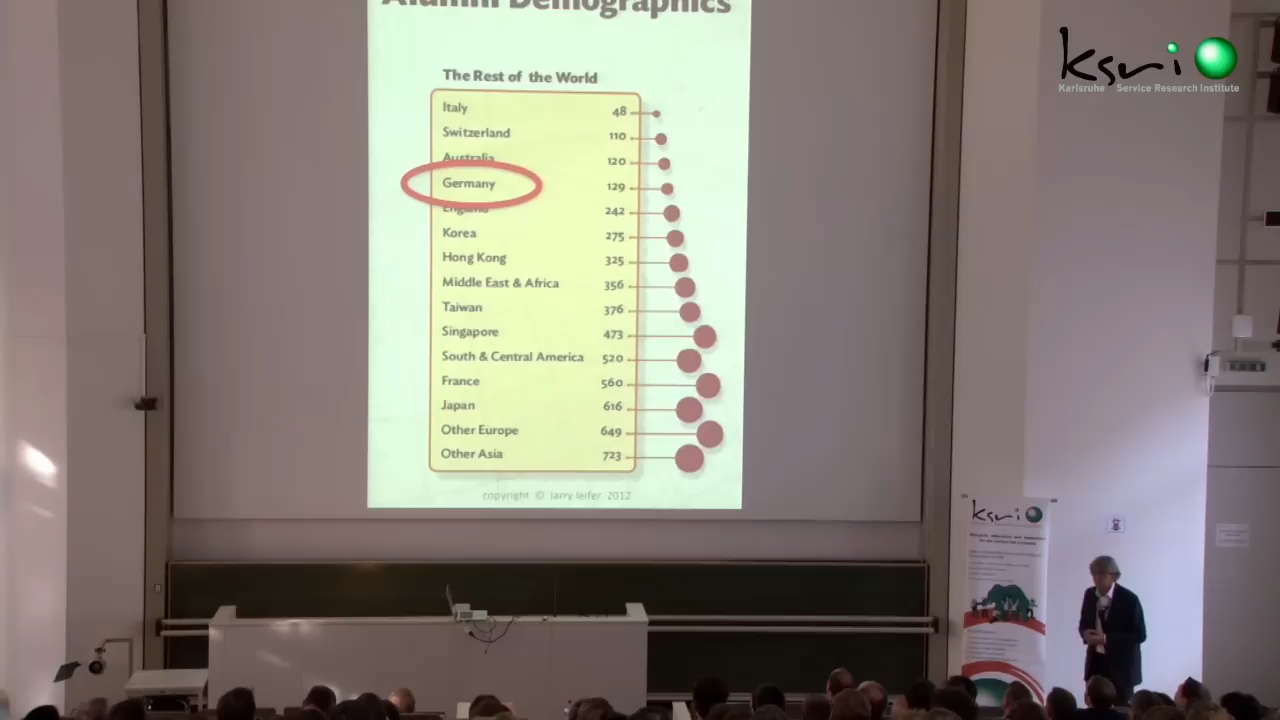 Alumni Demographics
The Rest of the World
Italy 48
Switzerland 110
Australia 120
Germany 129
England 242
Korea 275
Hong Kong 325
Middle East & Africa 356
Taiwan 376
Singapore 473
South & Central America 520
France 560
Japan 616
Other Europe 649
Other Asia 723
copyright © larry leifer 2012
ksri
Karlsruhe Service Research Institute
ksri